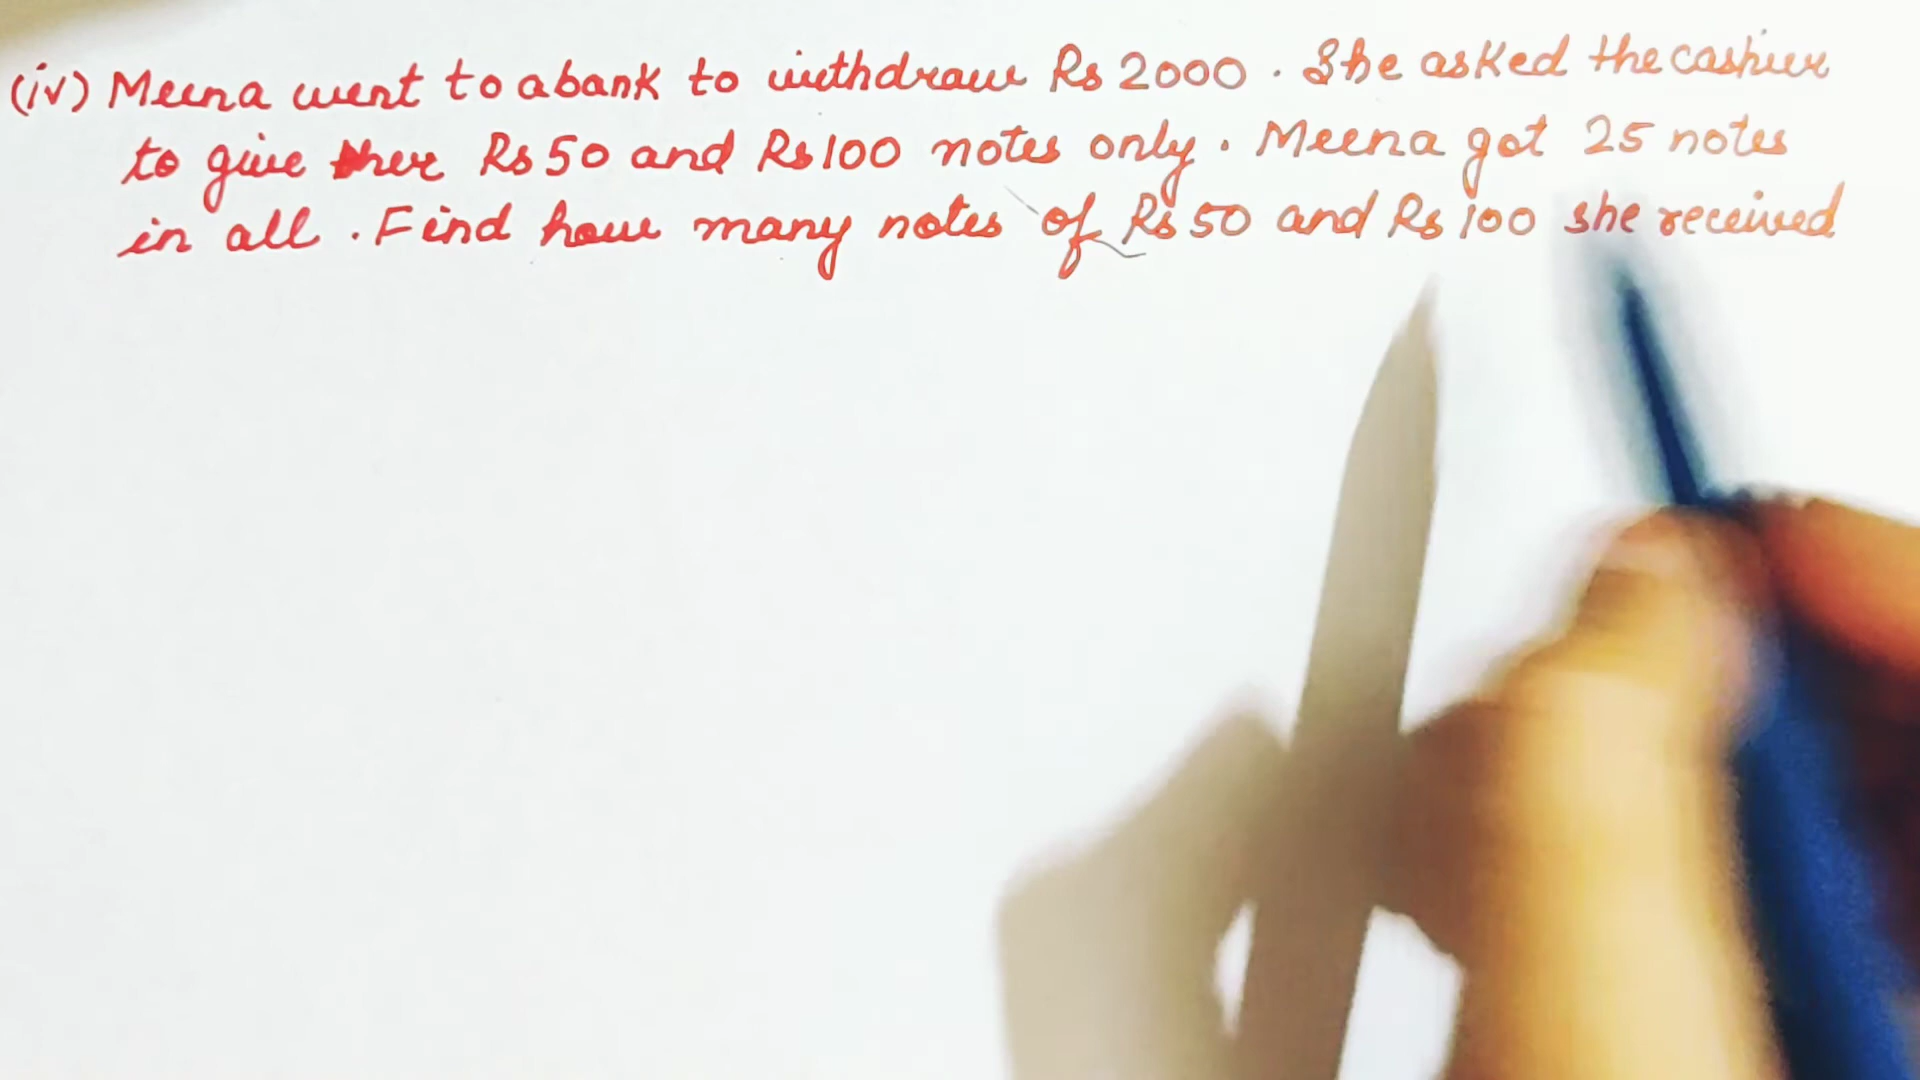 (iv) Meena went to a bank to withdraw Rs 2000. She asked the cashier
to give her Rs 50 and Rs 100 notes only. Meena got 25 notes
in all. Find how many notes of Rs 50 and Rs 100 she received